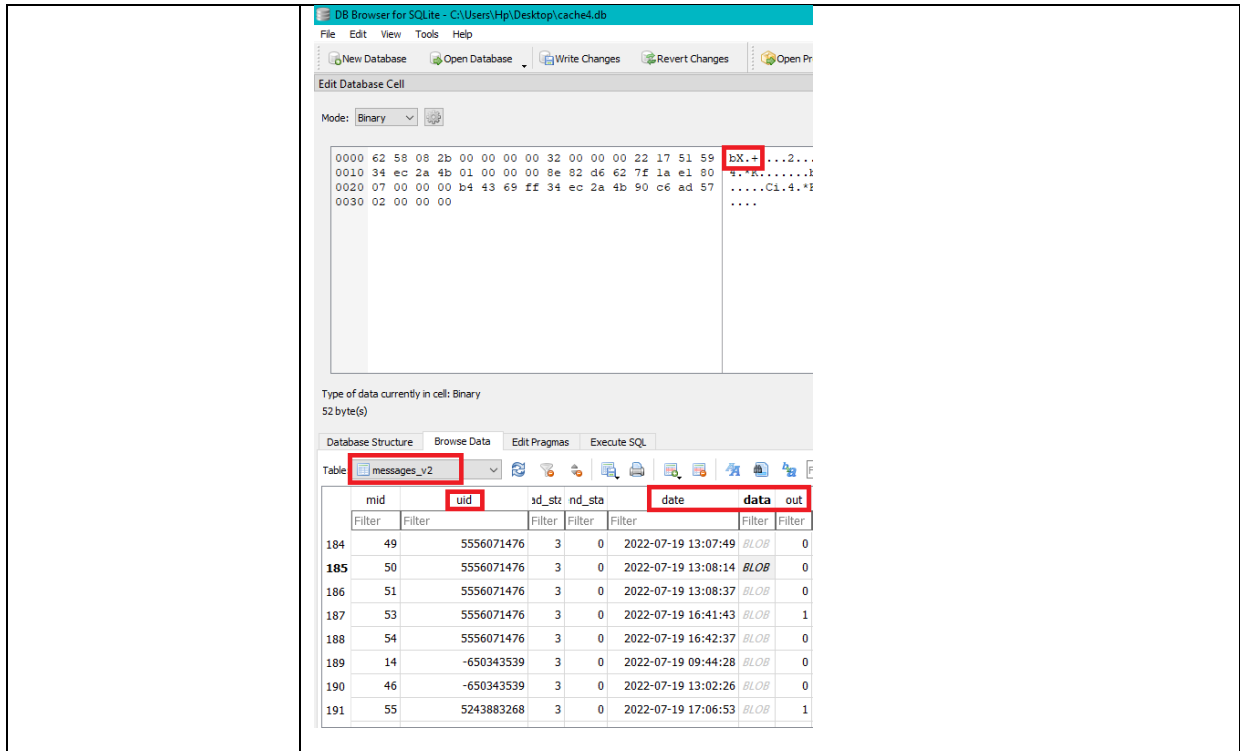 DB Browser for SQLite - C:\Users\Hp\Desktop\cache4.db
File Edit View Tools Help
New Database Open Database Write Changes Revert Changes Open Pr
Edit Database Cell
Mode: Binary
0000 62 58 08 2b 00 00 00 00 32 00 00 00 22 17 51 59 bX.+....2...
0010 34 ec 2a 4b 01 00 00 00 8e 82 d6 62 7f 1a e1 80 4.*K.......b
0020 07 00 00 00 b4 43 69 ff 34 ec 2a 4b 90 c6 ad 57 .....Ci.4.*K
0030 02 00 00 00 ....
Type of data currently in cell: Binary
52 byte(s)
Database Structure Browse Data Edit Pragmas Execute SQL
Table: messages_v2
mid uid ad_sta nd_sta date data out
Filter Filter Filter Filter Filter Filter Filter
184 49 5556071476 3 0 2022-07-19 13:07:49 BLOB 0
185 50 5556071476 3 0 2022-07-19 13:08:14 BLOB 0
186 51 5556071476 3 0 2022-07-19 13:08:37 BLOB 0
187 53 5556071476 3 0 2022-07-19 16:41:43 BLOB 1
188 54 5556071476 3 0 2022-07-19 16:42:37 BLOB 0
189 14 -650343539 3 0 2022-07-19 09:44:28 BLOB 0
190 46 -650343539 3 0 2022-07-19 13:02:26 BLOB 0
191 55 5243883268 3 0 2022-07-19 17:06:53 BLOB 1